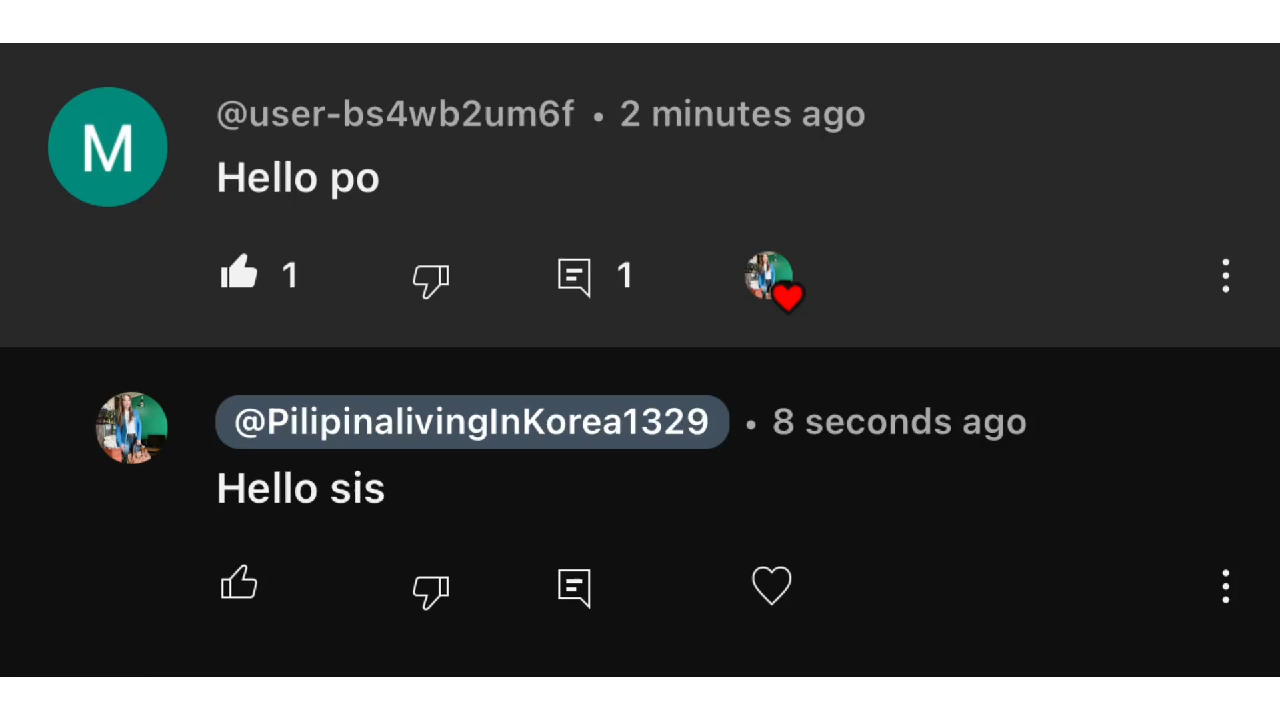 M
@user-bs4wb2um6f • 2 minutes ago
Hello po
1 1
@PilipinalivingInKorea1329 • 8 seconds ago
Hello sis